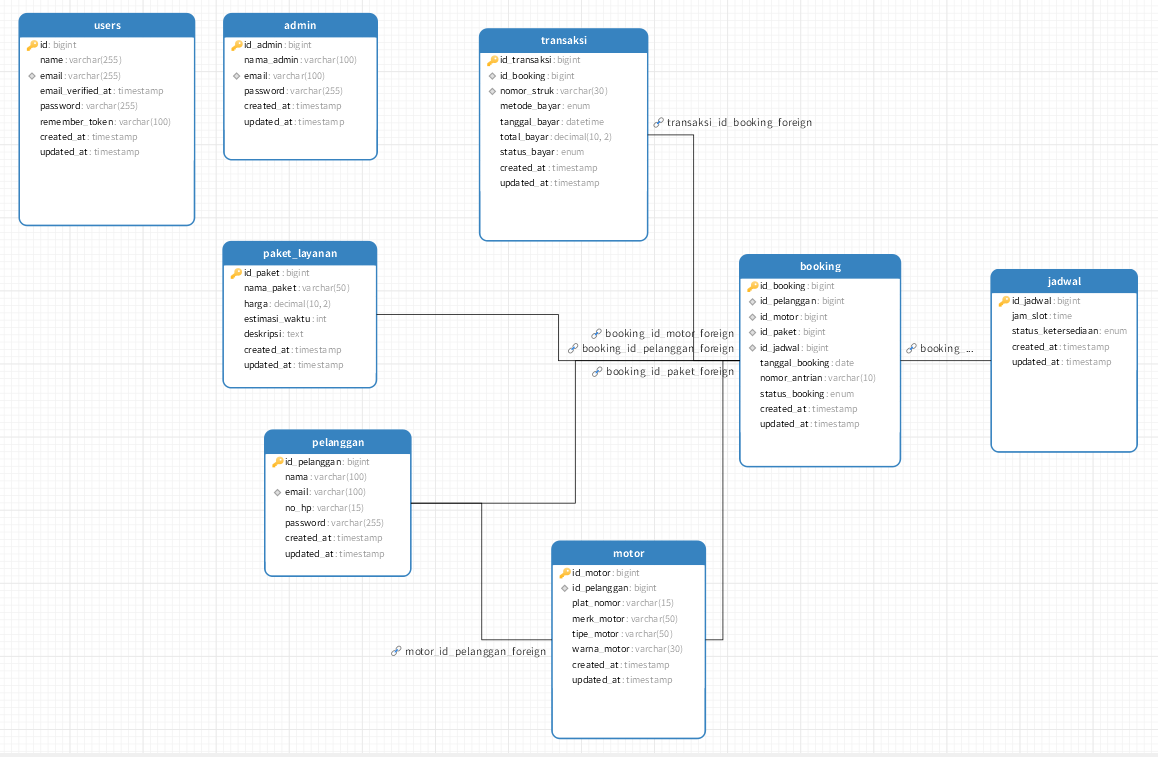 users
id: bigint
name: varchar(255)
email: varchar(255)
email_verified_at: timestamp
password: varchar(255)
remember_token: varchar(100)
created_at: timestamp
updated_at: timestamp
admin
id_admin: bigint
nama_admin: varchar(100)
email: varchar(100)
password: varchar(255)
created_at: timestamp
updated_at: timestamp
transaksi
id_transaksi: bigint
id_booking: bigint
nomor_struk: varchar(30)
metode_bayar: enum
tanggal_bayar: datetime
total_bayar: decimal(10, 2)
status_bayar: enum
created_at: timestamp
updated_at: timestamp
transaksi_id_booking_foreign
paket_layanan
id_paket: bigint
nama_paket: varchar(50)
harga: decimal(10, 2)
estimasi_waktu: int
deskripsi: text
created_at: timestamp
updated_at: timestamp
booking_id_motor_foreign
booking_id_pelanggan_foreign
booking_id_paket_foreign
booking
id_booking: bigint
id_pelanggan: bigint
id_motor: bigint
id_paket: bigint
id_jadwal: bigint
tanggal_booking: date
nomor_antrian: varchar(10)
status_booking: enum
created_at: timestamp
updated_at: timestamp
booking_...
jadwal
id_jadwal: bigint
jam_slot: time
status_ketersediaan: enum
created_at: timestamp
updated_at: timestamp
pelanggan
id_pelanggan: bigint
nama: varchar(100)
email: varchar(100)
no_hp: varchar(15)
password: varchar(255)
created_at: timestamp
updated_at: timestamp
motor_id_pelanggan_foreign
motor
id_motor: bigint
id_pelanggan: bigint
plat_nomor: varchar(15)
merk_motor: varchar(50)
tipe_motor: varchar(50)
warna_motor: varchar(30)
created_at: timestamp
updated_at: timestamp